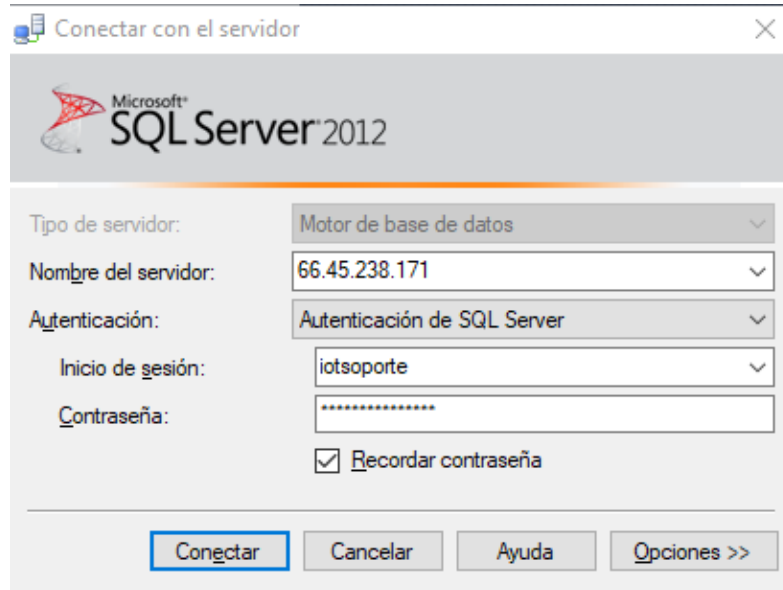 Conectar con el servidor
Microsoft®
SQL Server® 2012
Tipo de servidor: Motor de base de datos
Nombre del servidor: 66.45.238.171
Autenticación: Autenticación de SQL Server
Inicio de sesión: iotsoporte
Contraseña: ***************
Recordar contraseña
Conectar Cancelar Ayuda Opciones >>